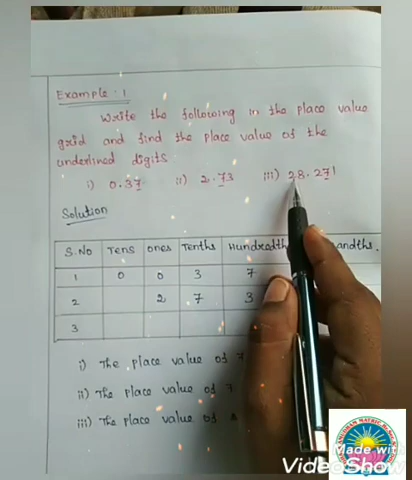 Example : 1
Write the following in the place value
grid and find the place value of the
underlined digits
i) 0.37 ii) 2.73 iii) 28.271
Solution
S.No Tens ones Tenths Hundredth andths.
1 0 0 3 7
2 2 7 3
3
i) The place value of 7
ii) The place value of 7
iii) The place value of
Made with
VideoShow